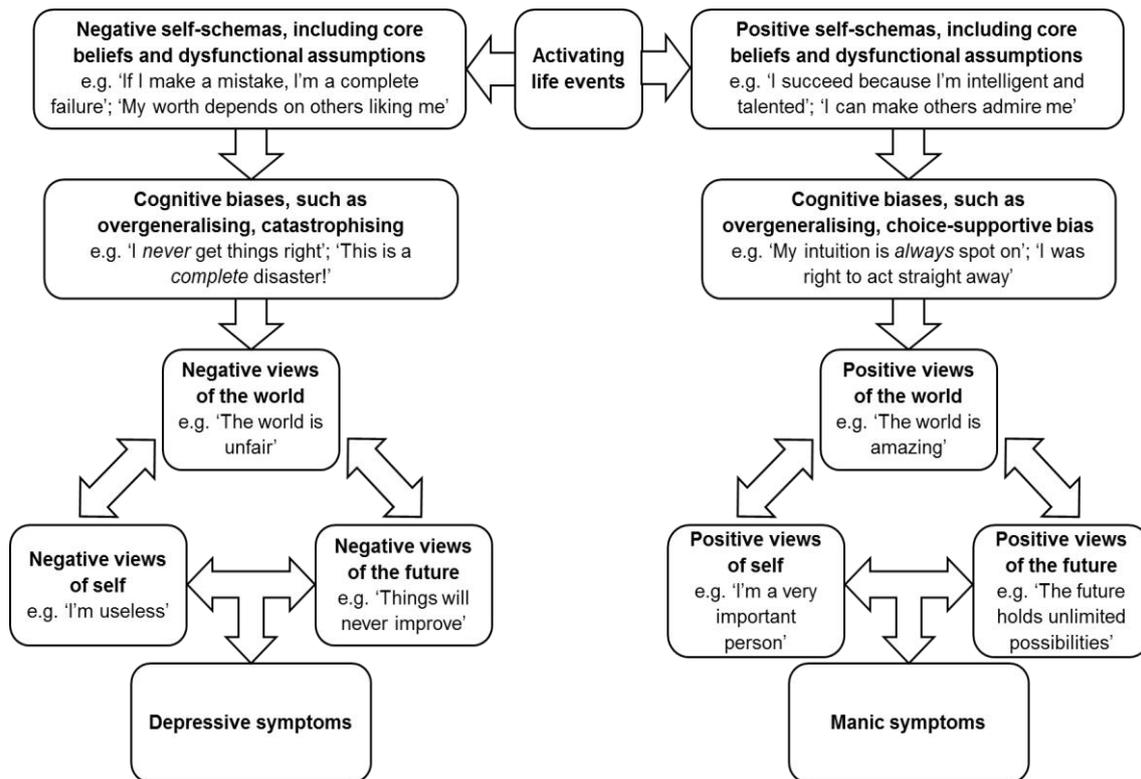 Negative self-schemas, including core
beliefs and dysfunctional assumptions
e.g. ‘If I make a mistake, I’m a complete
failure’; ‘My worth depends on others liking me’
Activating
life events
Positive self-schemas, including core
beliefs and dysfunctional assumptions
e.g. ‘I succeed because I’m intelligent and
talented’; ‘I can make others admire me’
Cognitive biases, such as
overgeneralising, catastrophising
e.g. ‘I never get things right’; ‘This is a
complete disaster!’
Cognitive biases, such as
overgeneralising, choice-supportive bias
e.g. ‘My intuition is always spot on’; ‘I was
right to act straight away’
Negative views
of the world
e.g. ‘The world is
unfair’
Positive views
of the world
e.g. ‘The world is
amazing’
Negative views
of self
e.g. ‘I’m useless’
Negative views
of the future
e.g. ‘Things will
never improve’
Positive views
of self
e.g. ‘I’m a very
important
person’
Positive views
of the future
e.g. ‘The future
holds unlimited
possibilities’
Depressive symptoms
Manic symptoms